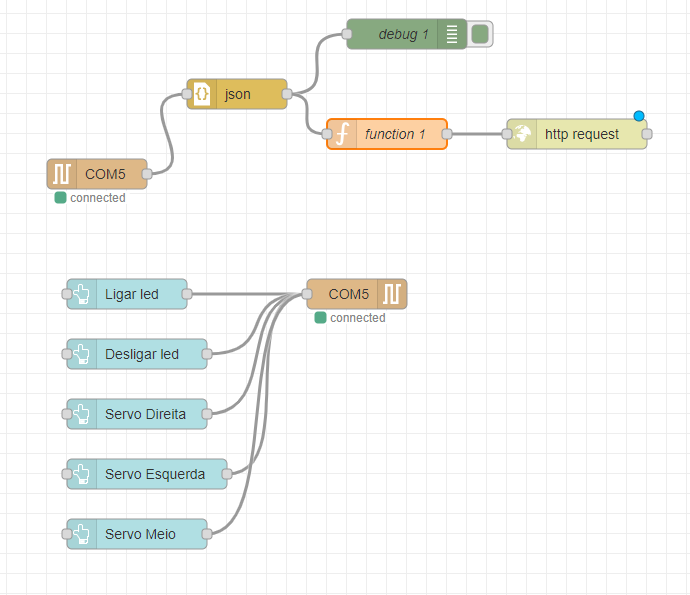 debug 1
json
function 1
http request
COM5
connected
Ligar led
COM5
connected
Desligar led
Servo Direita
Servo Esquerda
Servo Meio